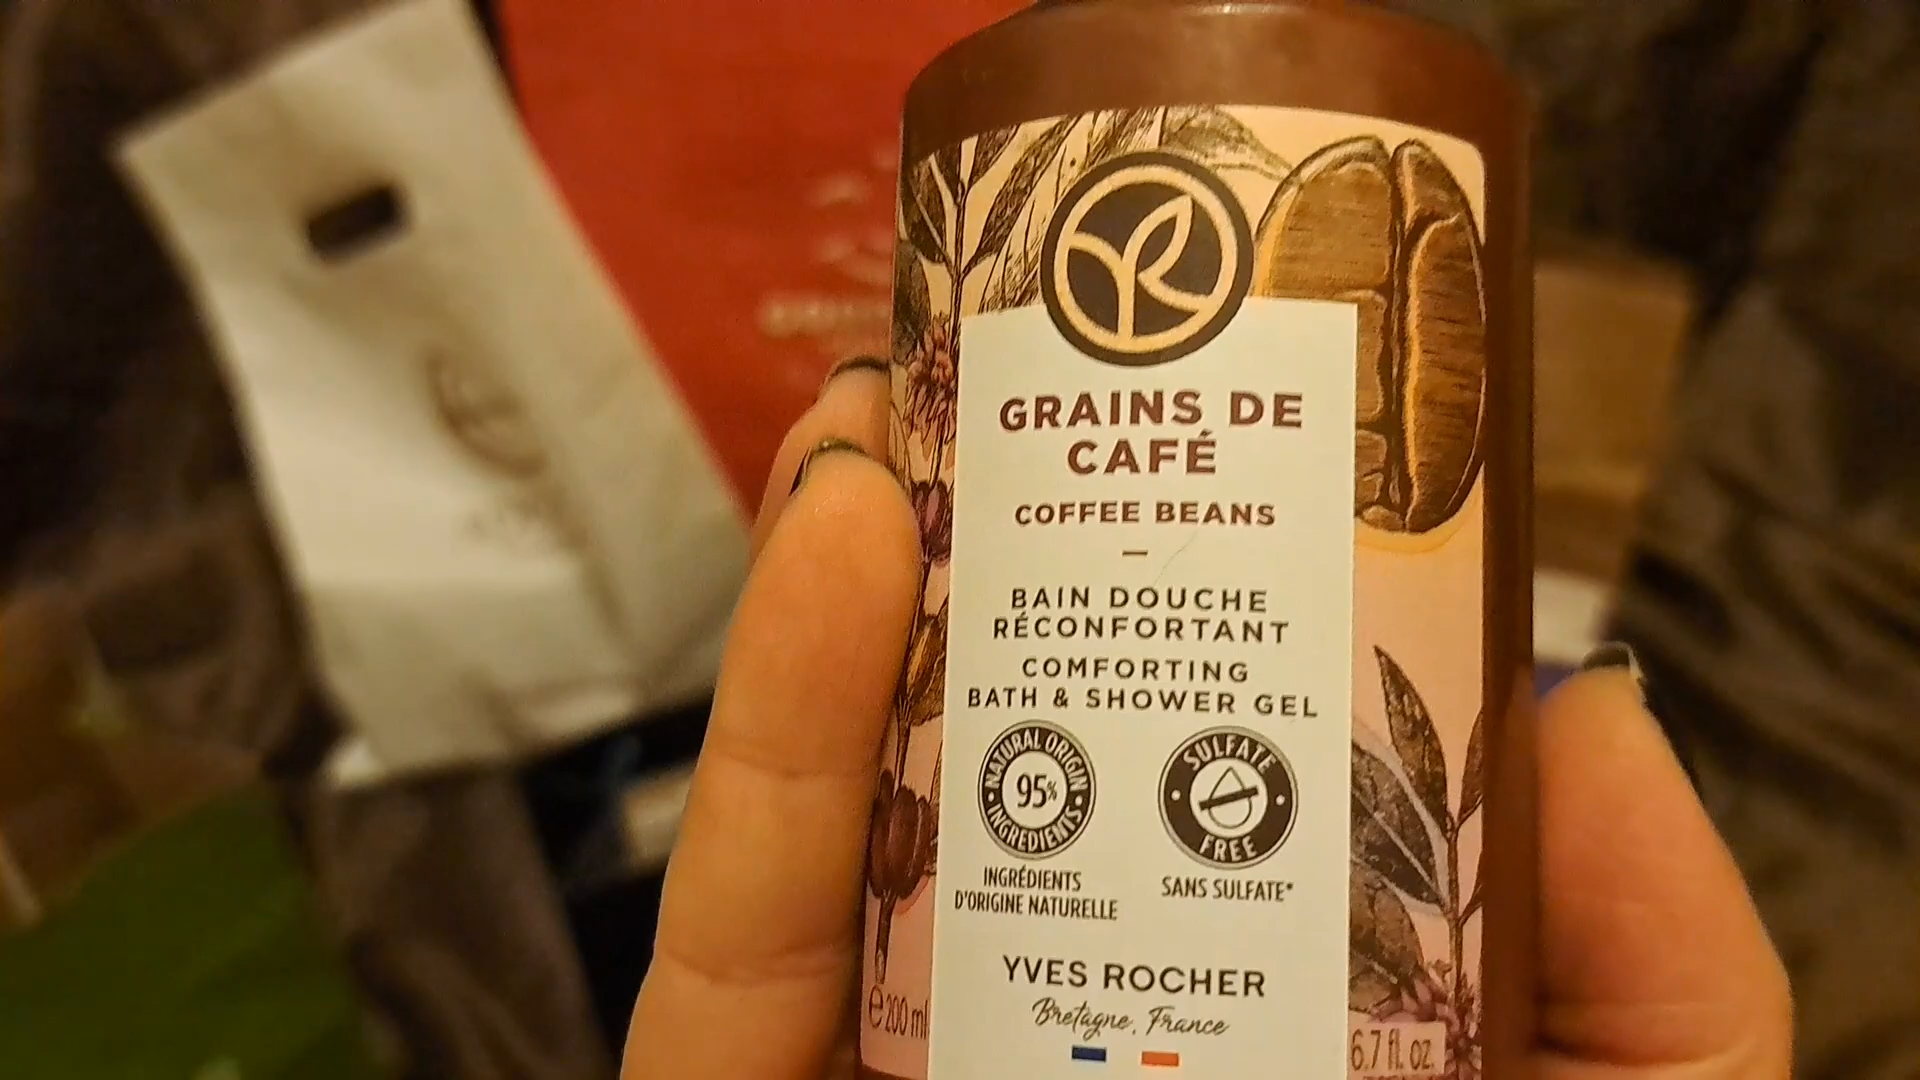 GRAINS DE
CAFÉ
COFFEE BEANS
BAIN DOUCHE
RÉCONFORTANT
COMFORTING
BATH & SHOWER GEL
NATURAL ORIGIN
95%
INGREDIENTS
SULFATE
FREE
INGRÉDIENTS
D'ORIGINE NATURELLE
SANS SULFATE*
YVES ROCHER
Bretagne, France
e 200 ml
6.7 fl. oz.